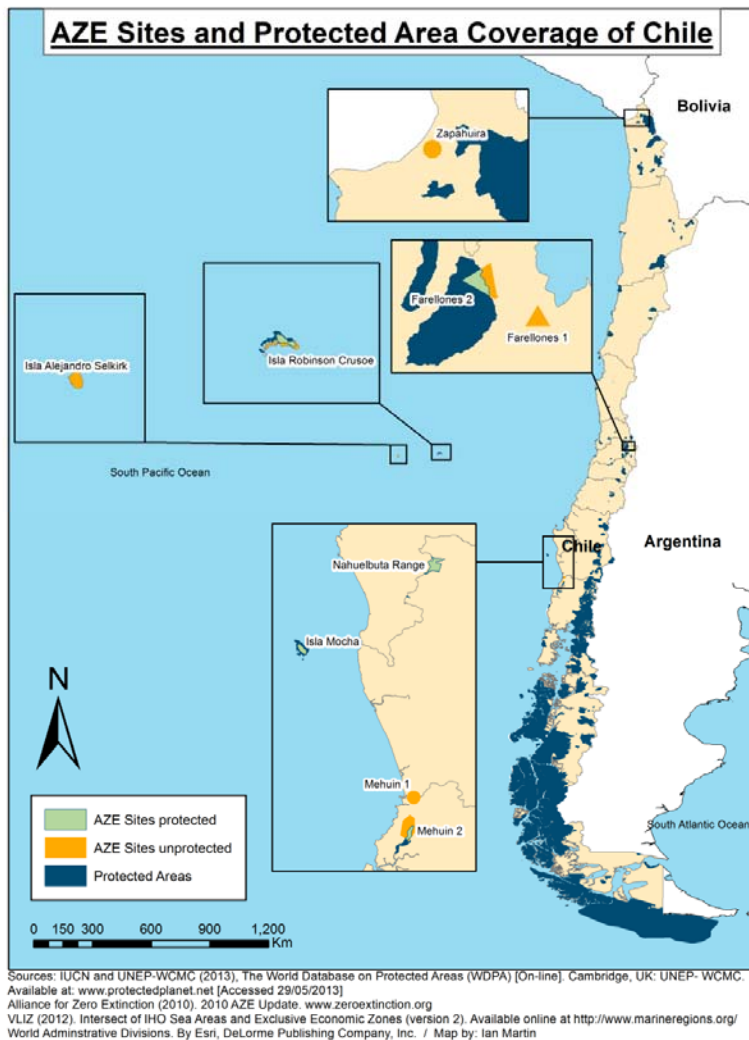 AZE Sites and Protected Area Coverage of Chile
Bolivia
Zapahuira
Farellones 2
Farellones 1
Isla Robinson Crusoe
Isla Alejandro Selkirk
South Pacific Ocean
Chile
Argentina
Nahuelbuta Range
Isla Mocha
N
Mehuin 1
Mehuin 2
South Atlantic Ocean
AZE Sites protected
AZE Sites unprotected
Protected Areas
0 150 300 600 900 1,200
Km
Sources: IUCN and UNEP-WCMC (2013), The World Database on Protected Areas (WDPA) [On-line]. Cambridge, UK: UNEP- WCMC.
Available at: www.protectedplanet.net [Accessed 29/05/2013]
Alliance for Zero Extinction (2010). 2010 AZE Update. www.zeroextinction.org
VLIZ (2012). Intersect of IHO Sea Areas and Exclusive Economic Zones (version 2). Available online at http://www.marineregions.org/
World Adminstrative Divisions. By Esri, DeLorme Publishing Company, Inc. / Map by: Ian Martin